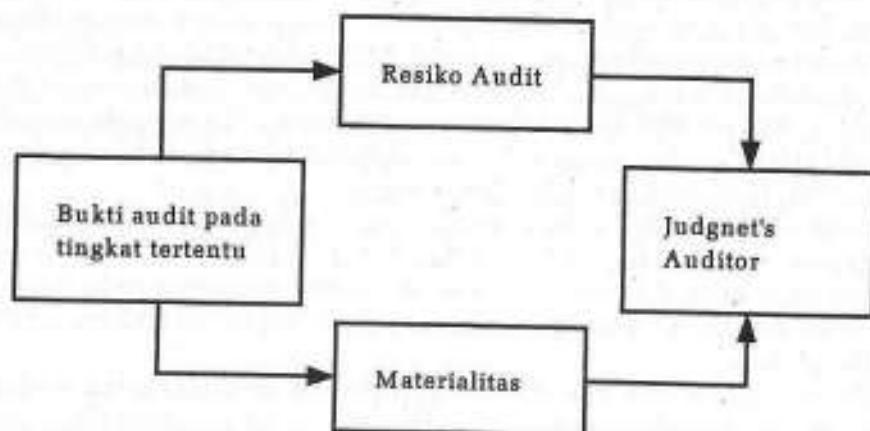 Resiko Audit
Bukti audit pada
tingkat tertentu
Judgnet's
Auditor
Materialitas